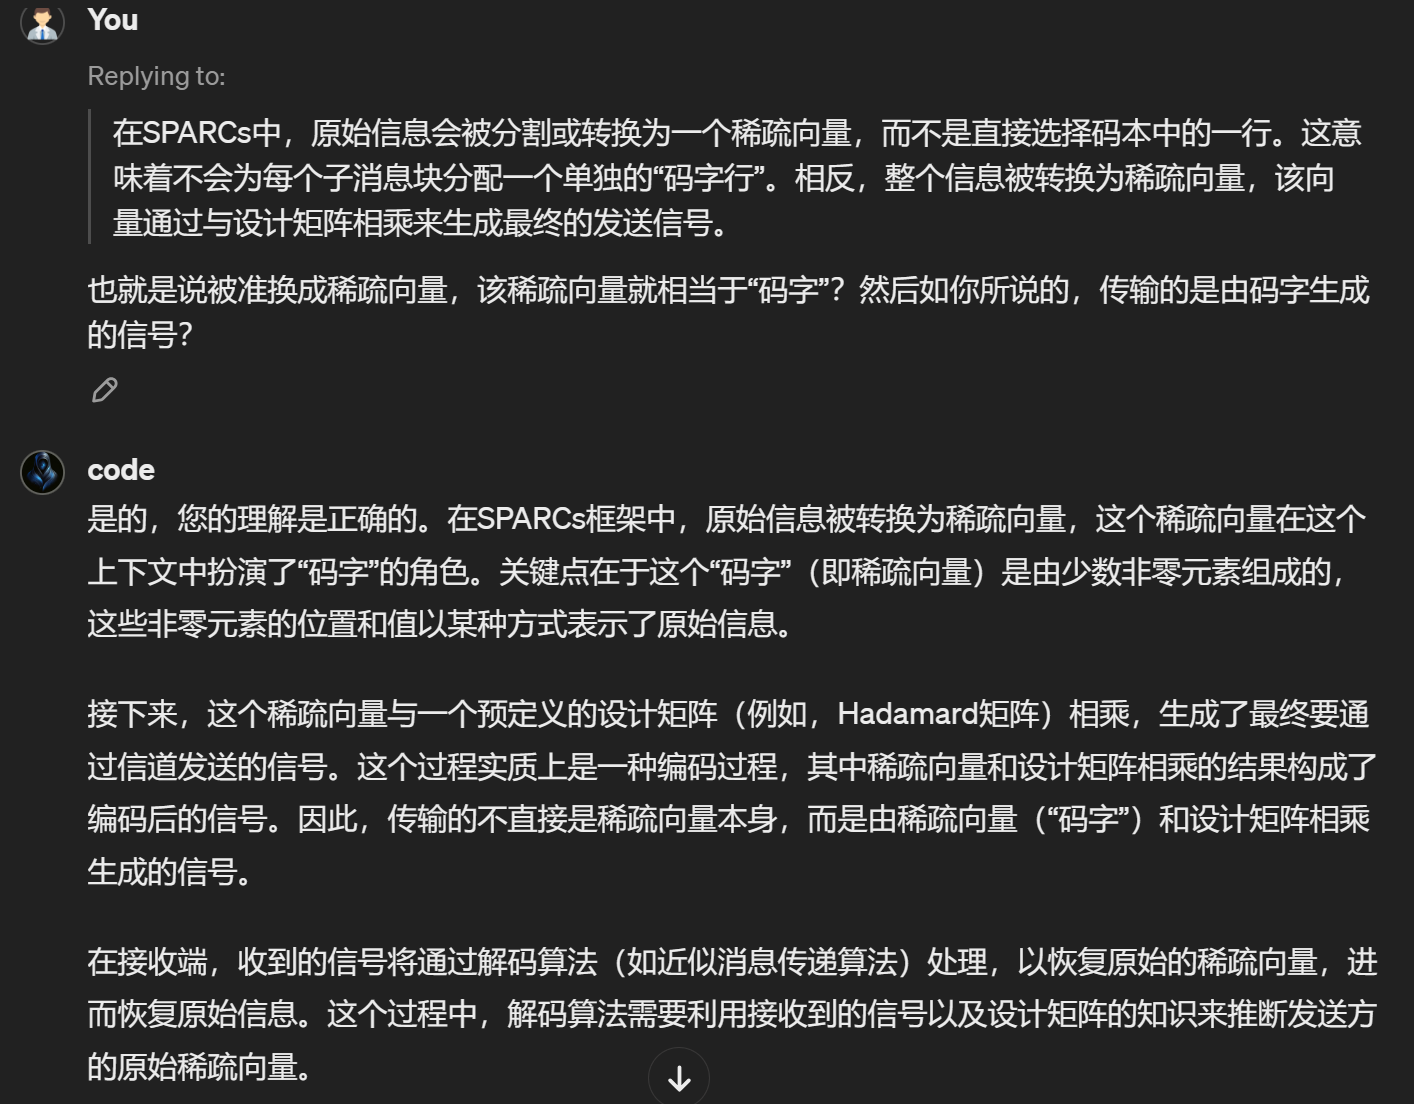 You
Replying to:
在SPARCs中，原始信息会被分割或转换为一个稀疏向量，而不是直接选择码本中的一行。这意
味着不会为每个子消息块分配一个单独的“码字行”。相反，整个信息被转换为稀疏向量，该向
量通过与设计矩阵相乘来生成最终的发送信号。
也就是说被准换成稀疏向量，该稀疏向量就相当于“码字”？然后如你所说的，传输的是由码字生成
的信号？
code
是的，您的理解是正确的。在SPARCs框架中，原始信息被转换为稀疏向量，这个稀疏向量在这个
上下文中扮演了“码字”的角色。关键点在于这个“码字”（即稀疏向量）是由少数非零元素组成的，
这些非零元素的位置和值以某种方式表示了原始信息。
接下来，这个稀疏向量与一个预定义的设计矩阵（例如，Hadamard矩阵）相乘，生成了最终要通
过信道发送的信号。这个过程实质上是一种编码过程，其中稀疏向量和设计矩阵相乘的结果构成了
编码后的信号。因此，传输的不直接是稀疏向量本身，而是由稀疏向量（“码字”）和设计矩阵相乘
生成的信号。
在接收端，收到的信号将通过解码算法（如近似消息传递算法）处理，以恢复原始的稀疏向量，进
而恢复原始信息。这个过程中，解码算法需要利用接收到的信号以及设计矩阵的知识来推断发送方
的原始稀疏向量。